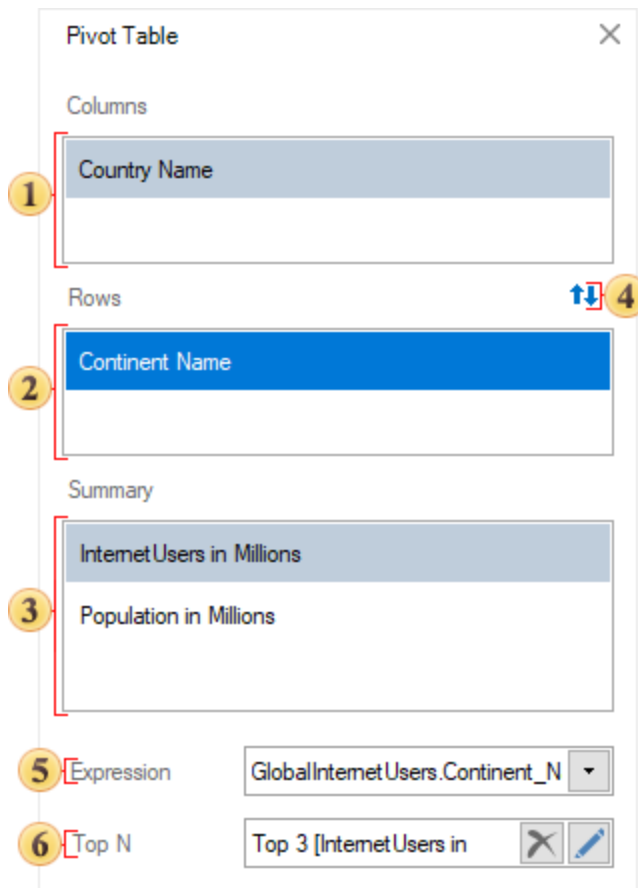 Pivot Table
Columns
1
Country Name
Rows
4
2
Continent Name
Summary
InternetUsers in Millions
3
Population in Millions
5
Expression
GlobalInternetUsers.Continent_N
6
Top N
Top 3 [InternetUsers in